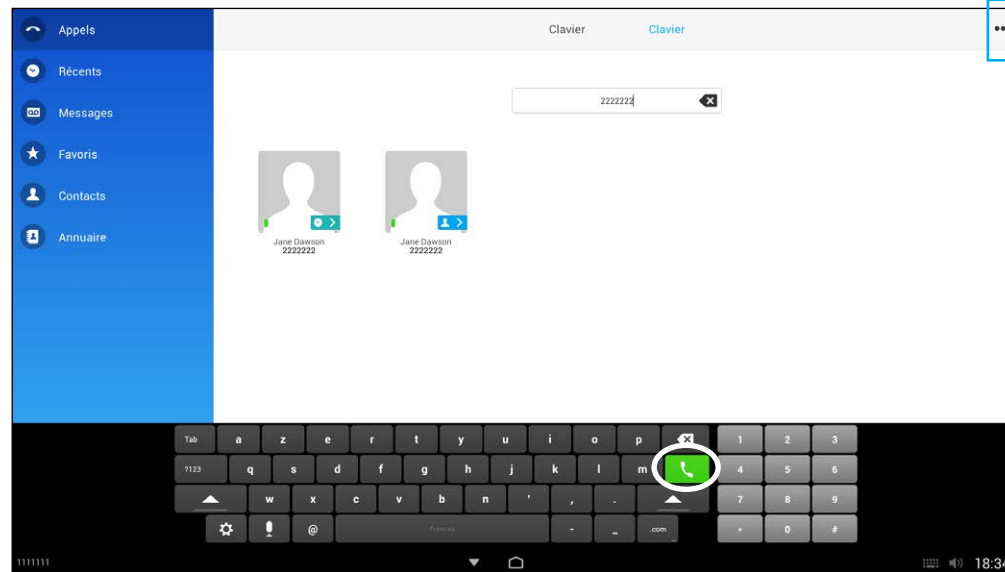 Appels
Récents
Messages
Favoris
Contacts
Annuaire
Clavier Clavier
2222222
Jane Dawson Jane Dawson
2222222 2222222
Tab a z e r t y u i o p 1 2 3
?123 q s d f g h j k l m 4 5 6
w x c v b n ' , . 7 8 9
@ Français - _ .com * 0 #
1111111